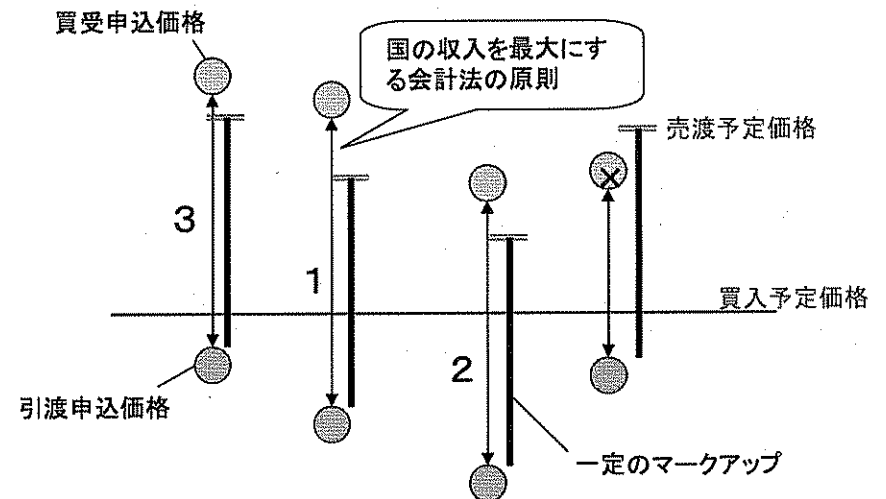 買受申込価格
国の収入を最大にす
る会計法の原則
売渡予定価格
3
1
買入予定価格
2
引渡申込価格
一定のマークアップ